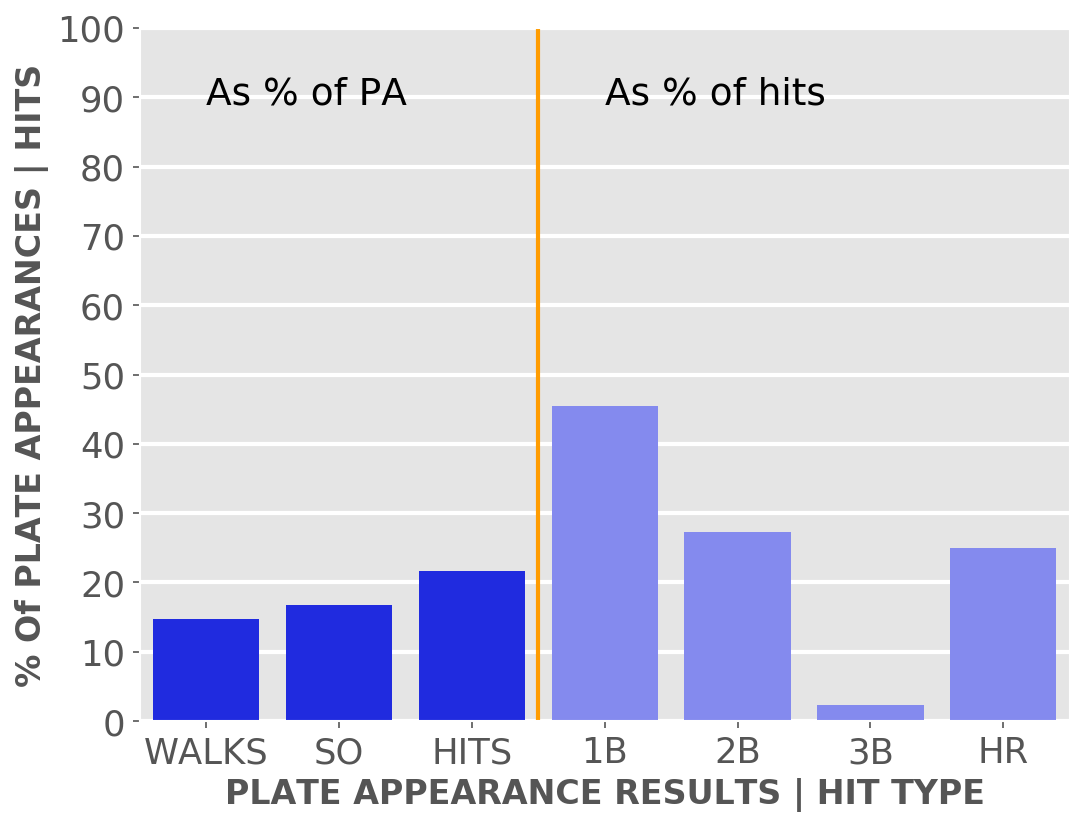 As % of PA
As % of hits
% Of PLATE APPEARANCES | HITS
100
90
80
70
60
50
40
30
20
10
0
WALKS SO HITS 1B 2B 3B HR
PLATE APPEARANCE RESULTS | HIT TYPE